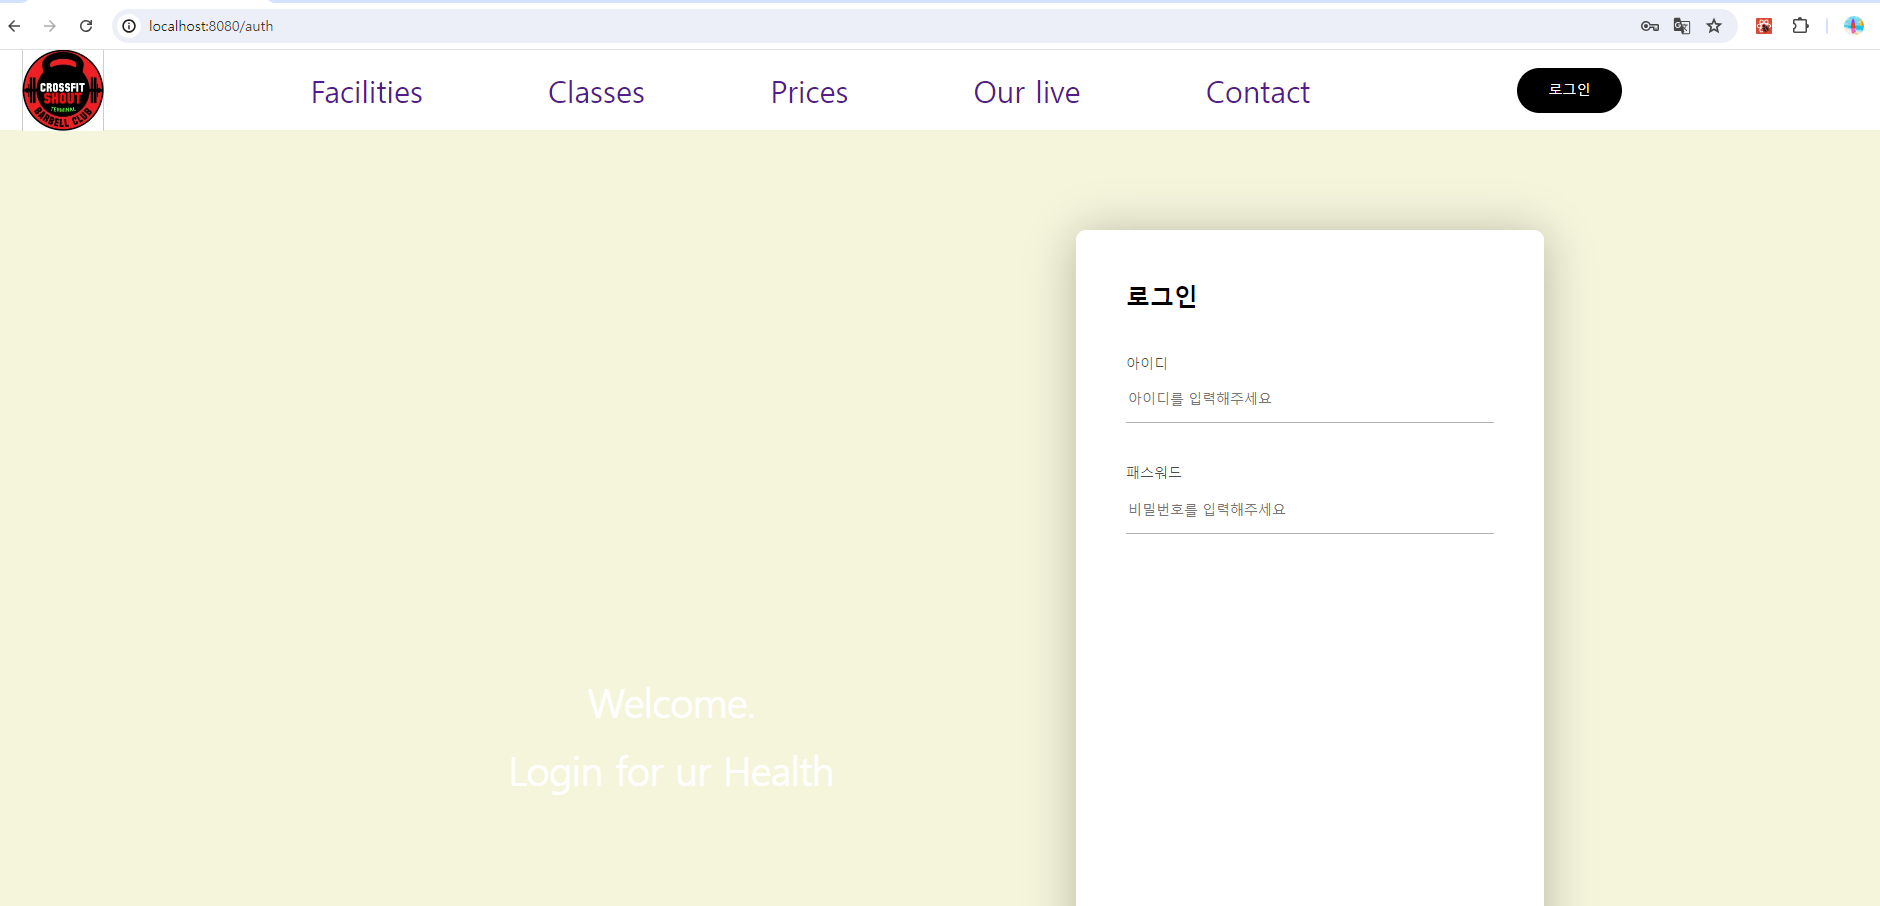 localhost:8080/auth
CROSSFIT
SHOUT
TERMINAL
BARBELL CLUB
Facilities Classes Prices Our live Contact 로그인
로그인
아이디
아이디를 입력해주세요
패스워드
비밀번호를 입력해주세요
Welcome.
Login for ur Health